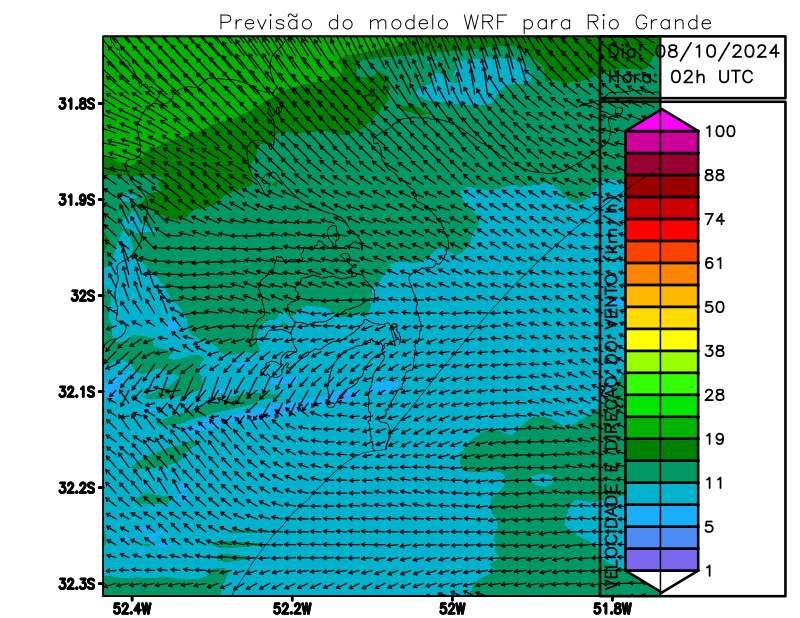 Previsão do modelo WRF para Rio Grande
Dia: 08/10/2024
Hora: 02h UTC
VELOCIDADE E DIREÇÃO DO VENTO (km/h)
100
88
74
61
50
38
28
19
11
5
1
31.8S
31.9S
32S
32.1S
32.2S
32.3S
52.4W 52.2W 52W 51.8W